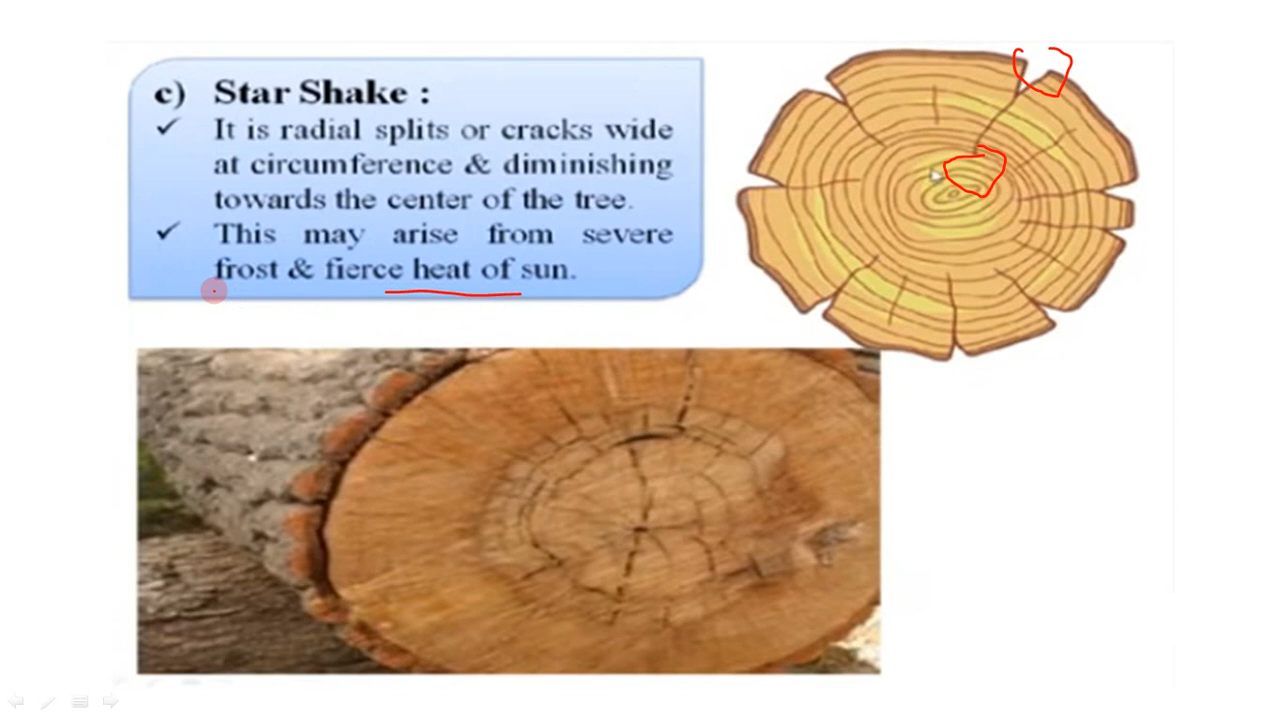 c) Star Shake :
✓ It is radial splits or cracks wide
at circumference & diminishing
towards the center of the tree.
✓ This may arise from severe
frost & fierce heat of sun.